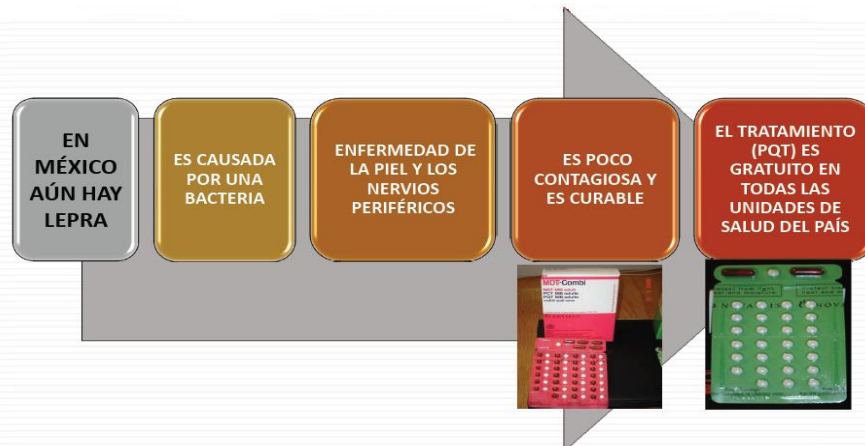 EN
MÉXICO
AÚN HAY
LEPRA
ES CAUSADA
POR UNA
BACTERIA
ENFERMEDAD DE
LA PIEL Y LOS
NERVIOS
PERIFÉRICOS
ES POCO
CONTAGIOSA Y
ES CURABLE
EL TRATAMIENTO
(PQT) ES
GRATUITO EN
TODAS LAS
UNIDADES DE
SALUD DEL PAÍS
MDT-Combi